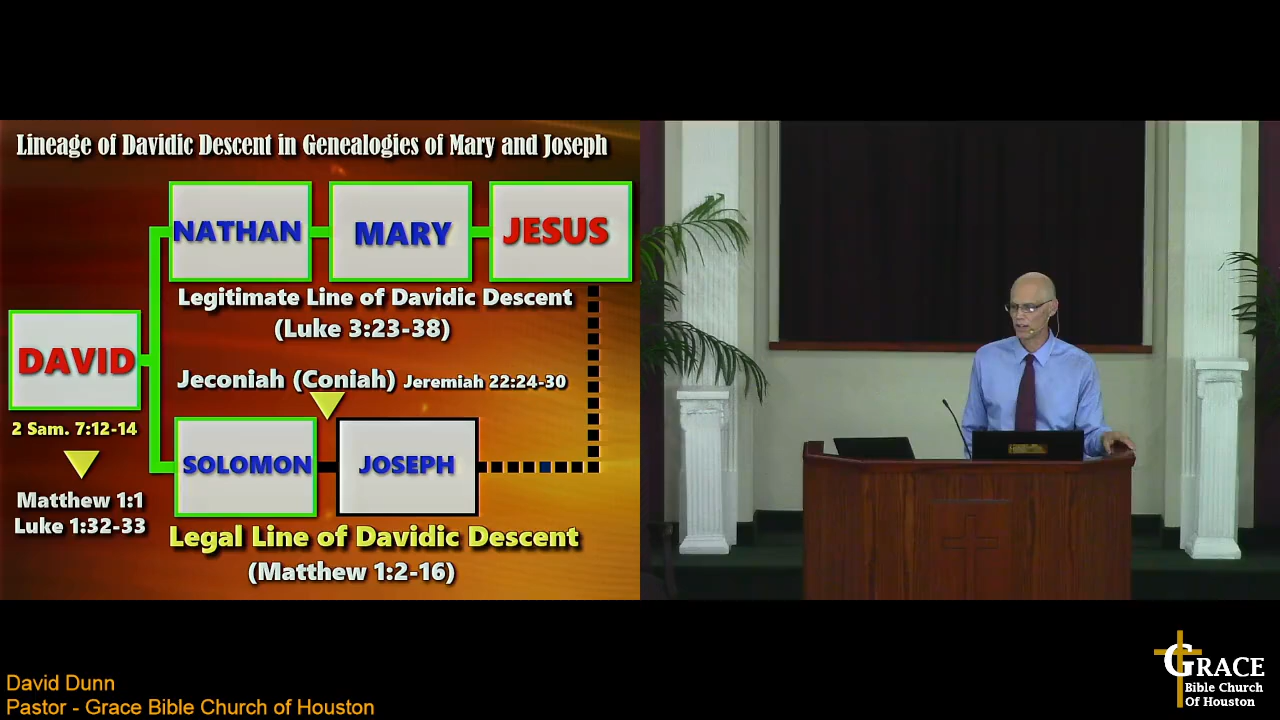 Lineage of Davidic Descent in Genealogies of Mary and Joseph
NATHAN
MARY
JESUS
Legitimate Line of Davidic Descent
(Luke 3:23-38)
DAVID
Jeconiah (Coniah) Jeremiah 22:24-30
2 Sam. 7:12-14
SOLOMON
JOSEPH
Matthew 1:1
Luke 1:32-33
Legal Line of Davidic Descent
(Matthew 1:2-16)
David Dunn
Pastor - Grace Bible Church of Houston
GRACE
Bible Church
Of Houston